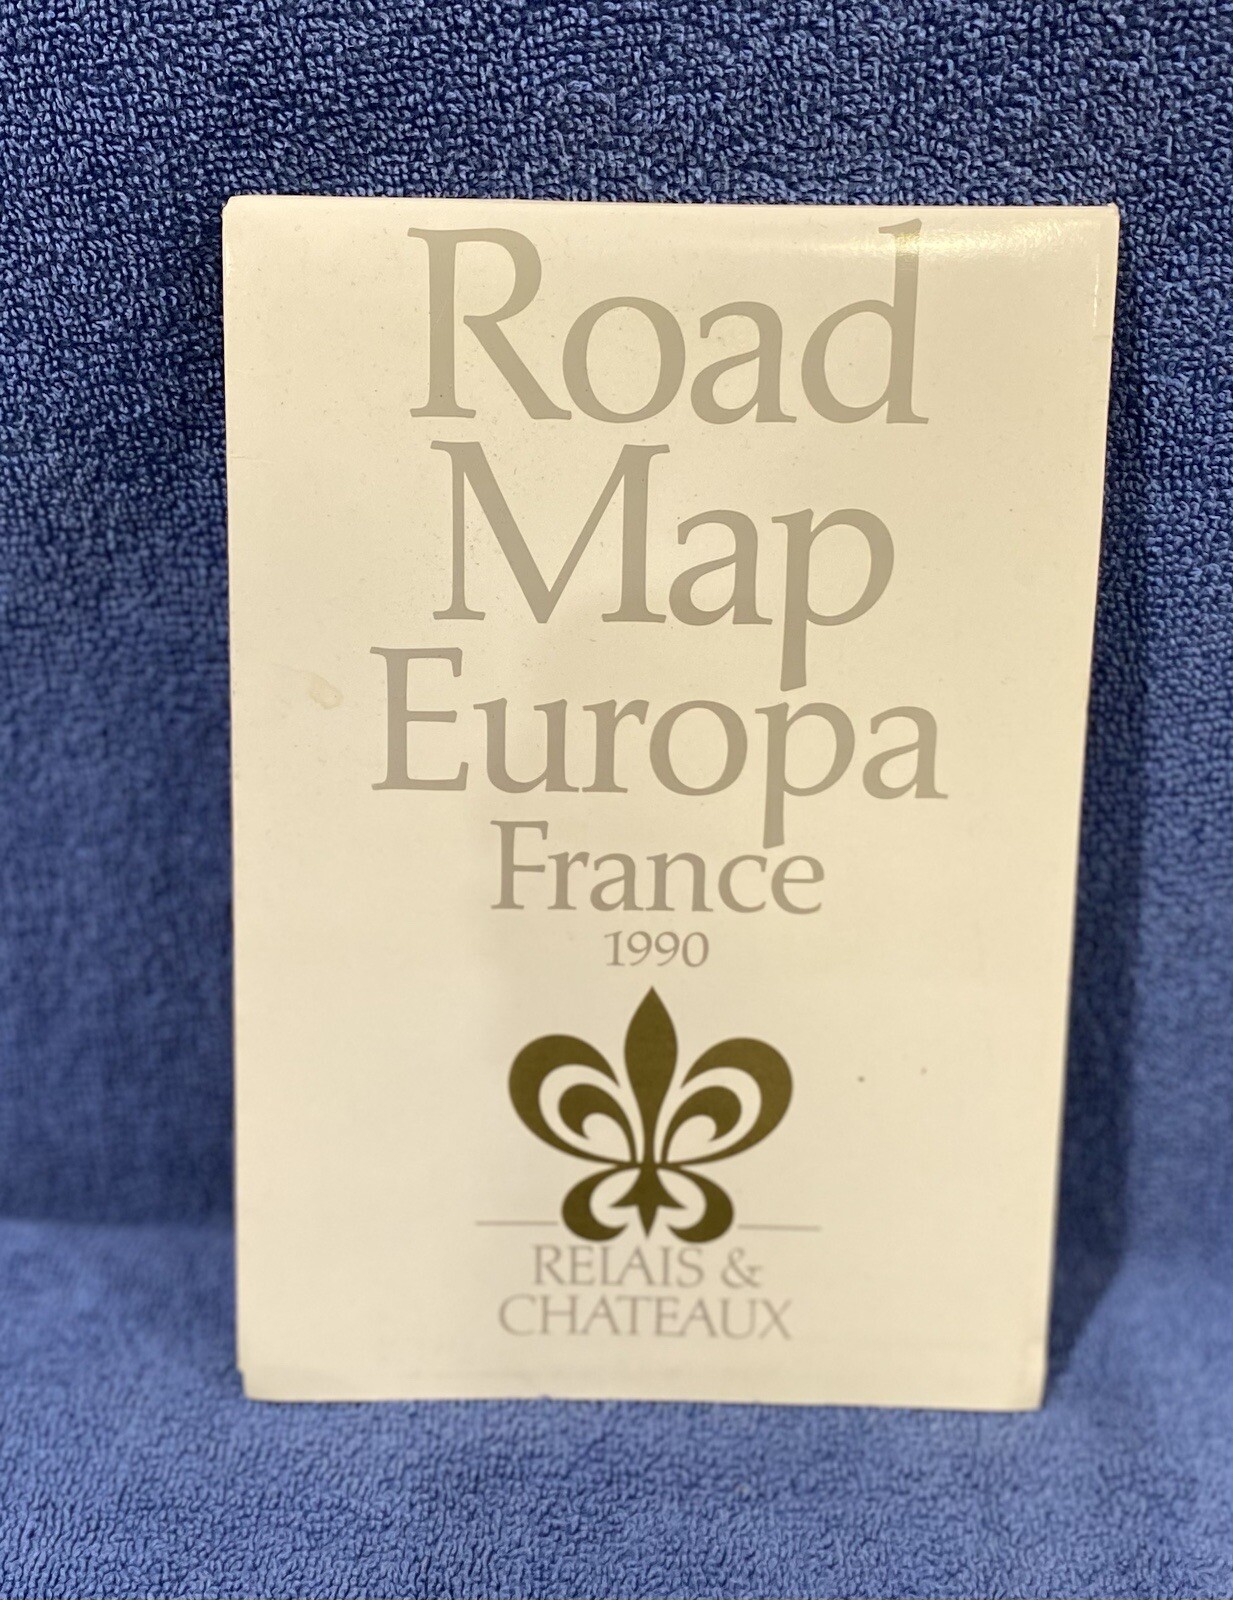 Road
Map
Europa
France
1990
RELAIS &
CHATEAUX